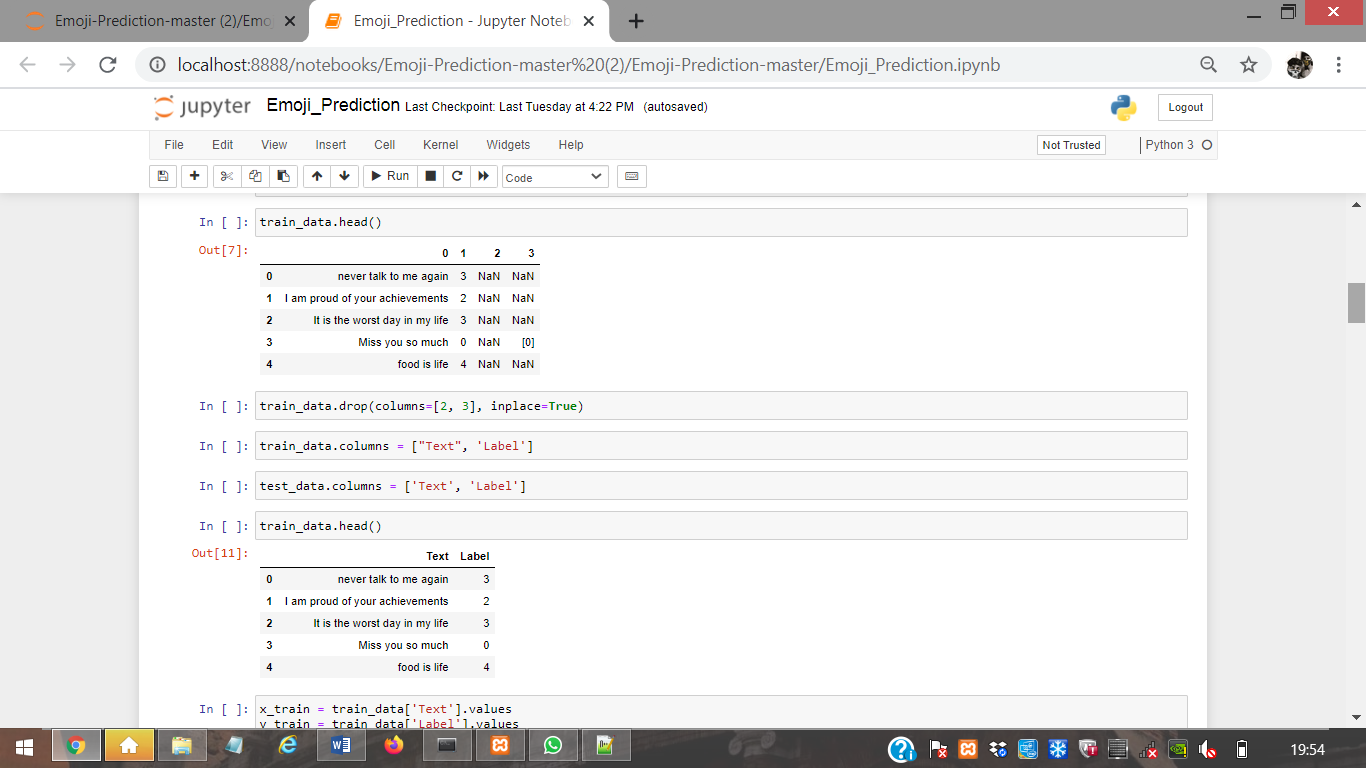 Emoji-Prediction-master (2)/Emo
Emoji_Prediction - Jupyter Noteb
localhost:8888/notebooks/Emoji-Prediction-master%20(2)/Emoji-Prediction-master/Emoji_Prediction.ipynb
jupyter Emoji_Prediction Last Checkpoint: Last Tuesday at 4:22 PM (autosaved) Logout
File Edit View Insert Cell Kernel Widgets Help Not Trusted Python 3
Run Code
In [ ]: train_data.head()
Out[7]:
0 1 2 3
0 never talk to me again 3 NaN NaN
1 I am proud of your achievements 2 NaN NaN
2 It is the worst day in my life 3 NaN NaN
3 Miss you so much 0 NaN [0]
4 food is life 4 NaN NaN
In [ ]: train_data.drop(columns=[2, 3], inplace=True)
In [ ]: train_data.columns = ["Text", 'Label']
In [ ]: test_data.columns = ['Text', 'Label']
In [ ]: train_data.head()
Out[11]:
Text Label
0 never talk to me again 3
1 I am proud of your achievements 2
2 It is the worst day in my life 3
3 Miss you so much 0
4 food is life 4
In [ ]: x_train = train_data['Text'].values
y_train = train_data['Label'].values
19:54